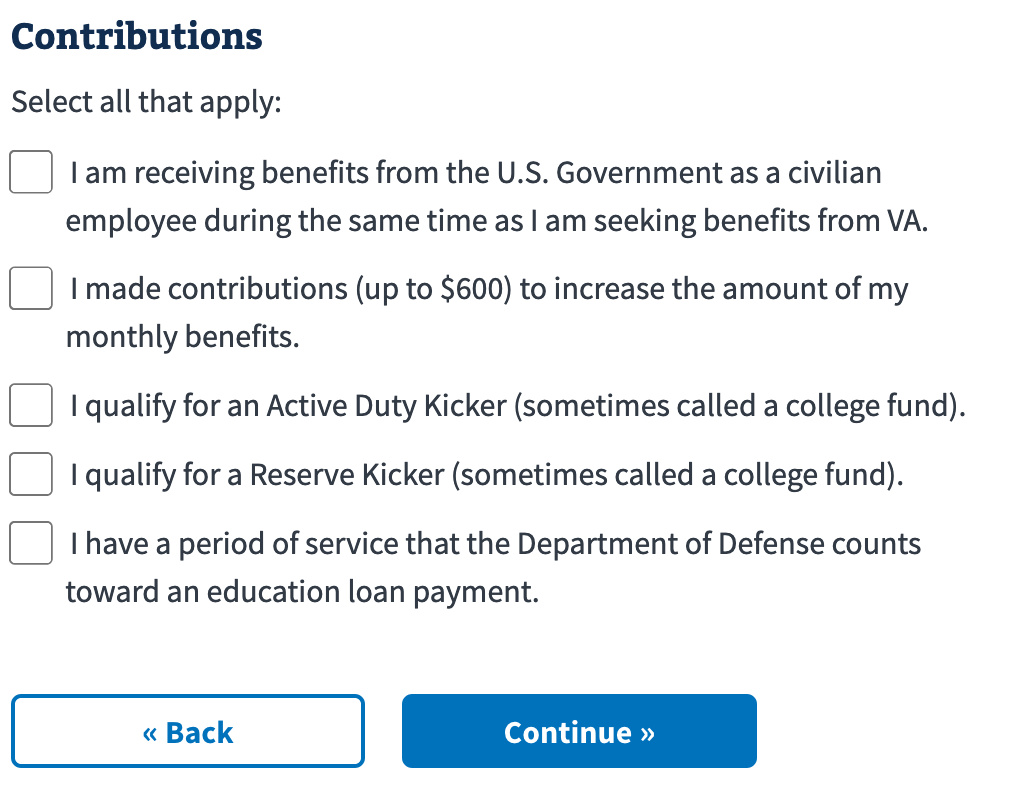 Contributions
Select all that apply:
I am receiving benefits from the U.S. Government as a civilian
employee during the same time as I am seeking benefits from VA.
I made contributions (up to $600) to increase the amount of my
monthly benefits.
I qualify for an Active Duty Kicker (sometimes called a college fund).
I qualify for a Reserve Kicker (sometimes called a college fund).
I have a period of service that the Department of Defense counts
toward an education loan payment.
« Back
Continue »